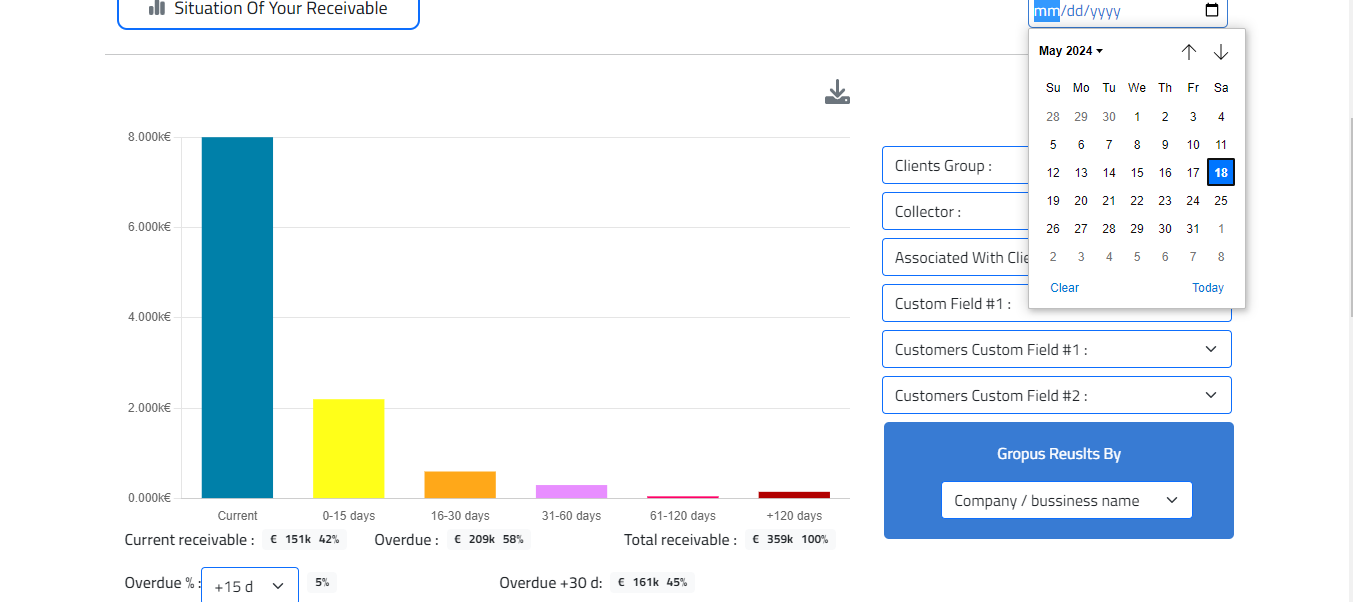 Situation Of Your Receivable
mm/dd/yyyy
May 2024
Su Mo Tu We Th Fr Sa
28 29 30 1 2 3 4
5 6 7 8 9 10 11
12 13 14 15 16 17 18
19 20 21 22 23 24 25
26 27 28 29 30 31 1
2 3 4 5 6 7 8
Clear Today
8.000k€
6.000k€
4.000k€
2.000k€
0.000k€
Current 0-15 days 16-30 days 31-60 days 61-120 days +120 days
Clients Group :
Collector :
Associated With Clie
Custom Field #1 :
Customers Custom Field #1 :
Customers Custom Field #2 :
Gropus Reuslts By
Company / bussiness name
Current receivable : € 151k 42% Overdue : € 209k 58% Total receivable : € 359k 100%
Overdue % : +15 d 5% Overdue +30 d: € 161k 45%